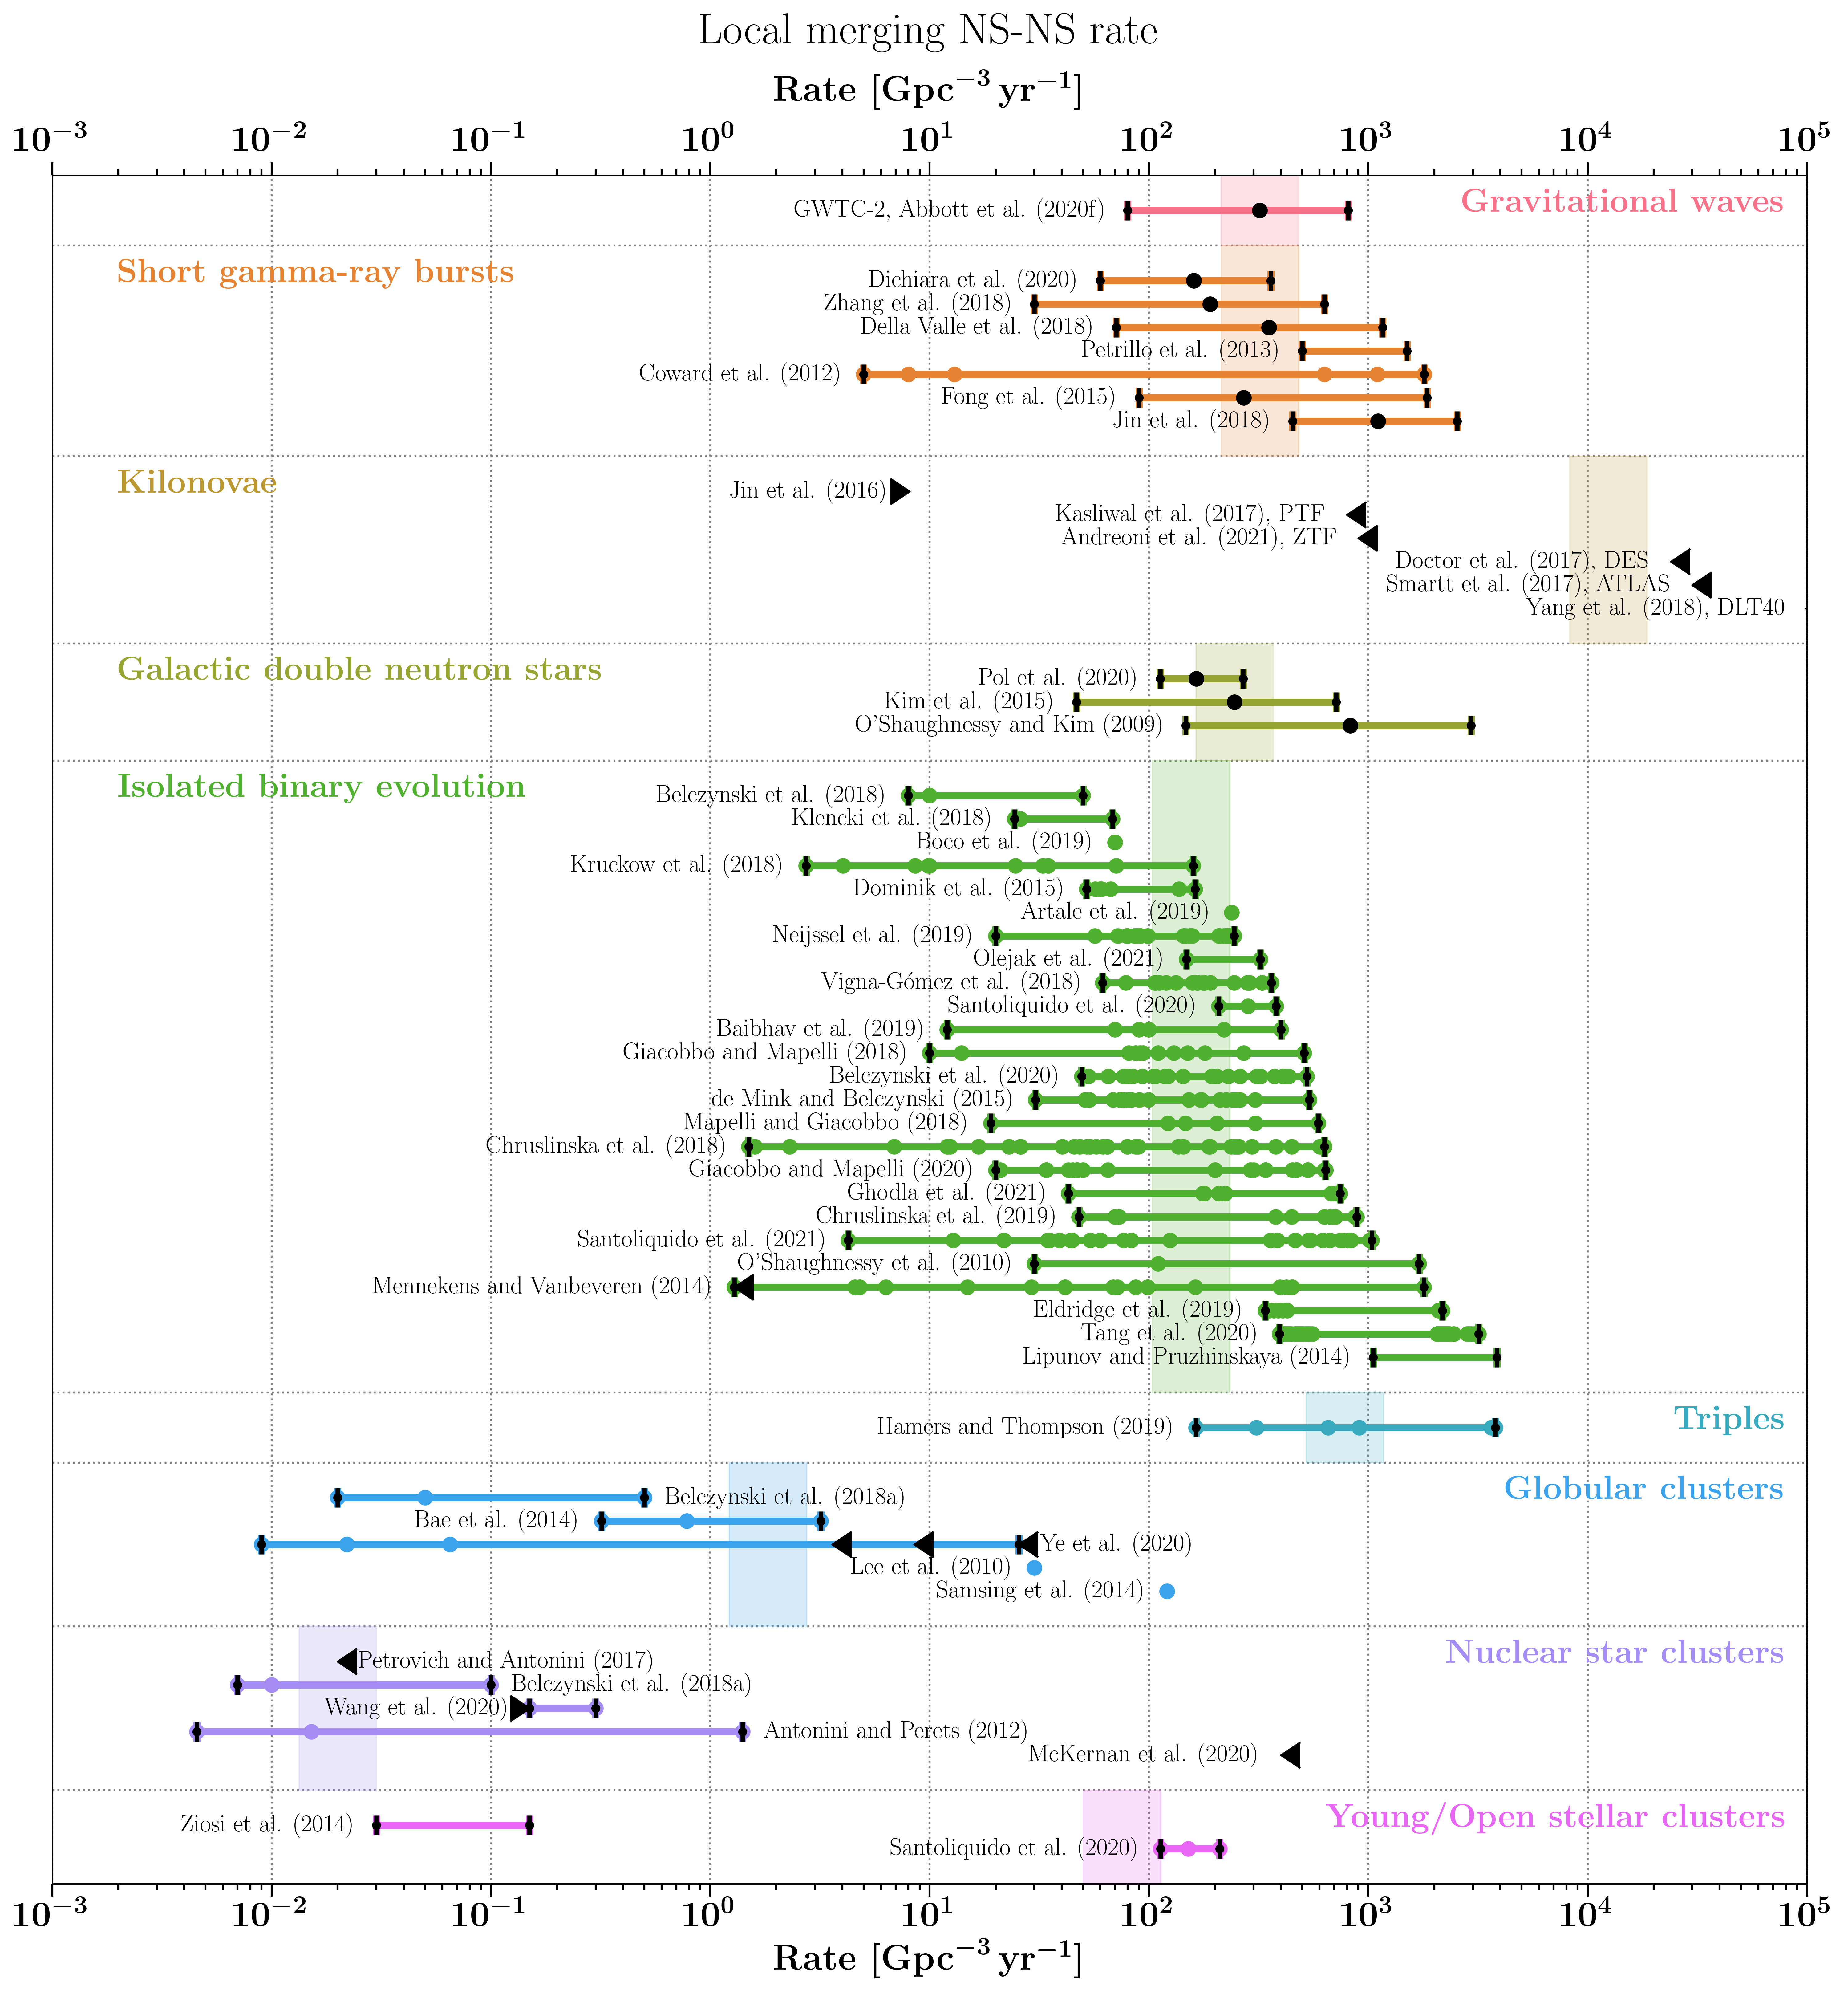 Local merging NS-NS rate
Rate [Gpc⁻³ yr⁻¹]
10⁻³ 10⁻² 10⁻¹ 10⁰ 10¹ 10² 10³ 10⁴ 10⁵
Gravitational waves
GWTC-2, Abbott et al. (2020f)
Short gamma-ray bursts
Dichiara et al. (2020)
Zhang et al. (2018)
Della Valle et al. (2018)
Petrillo et al. (2013)
Coward et al. (2012)
Fong et al. (2015)
Jin et al. (2018)
Kilonovae
Jin et al. (2016)
Kasliwal et al. (2017), PTF
Andreoni et al. (2021), ZTF
Doctor et al. (2017), DES
Smartt et al. (2017), ATLAS
Yang et al. (2018), DLT40
Galactic double neutron stars
Pol et al. (2020)
Kim et al. (2015)
O'Shaughnessy and Kim (2009)
Isolated binary evolution
Belczynski et al. (2018)
Klencki et al. (2018)
Boco et al. (2019)
Kruckow et al. (2018)
Dominik et al. (2015)
Artale et al. (2019)
Neijssel et al. (2019)
Olejak et al. (2021)
Vigna-Gómez et al. (2018)
Santoliquido et al. (2020)
Baibhav et al. (2019)
Giacobbo and Mapelli (2018)
Belczynski et al. (2020)
de Mink and Belczynski (2015)
Mapelli and Giacobbo (2018)
Chruslinska et al. (2018)
Giacobbo and Mapelli (2020)
Ghodla et al. (2021)
Chruslinska et al. (2019)
Santoliquido et al. (2021)
O'Shaughnessy et al. (2010)
Mennekens and Vanbeveren (2014)
Eldridge et al. (2019)
Tang et al. (2020)
Lipunov and Pruzhinskaya (2014)
Triples
Hamers and Thompson (2019)
Globular clusters
Belczynski et al. (2018a)
Bae et al. (2014)
Ye et al. (2020)
Lee et al. (2010)
Samsing et al. (2014)
Nuclear star clusters
Petrovich and Antonini (2017)
Belczynski et al. (2018a)
Wang et al. (2020)
Antonini and Perets (2012)
McKernan et al. (2020)
Young/Open stellar clusters
Ziosi et al. (2014)
Santoliquido et al. (2020)
10⁻³ 10⁻² 10⁻¹ 10⁰ 10¹ 10² 10³ 10⁴ 10⁵
Rate [Gpc⁻³ yr⁻¹]